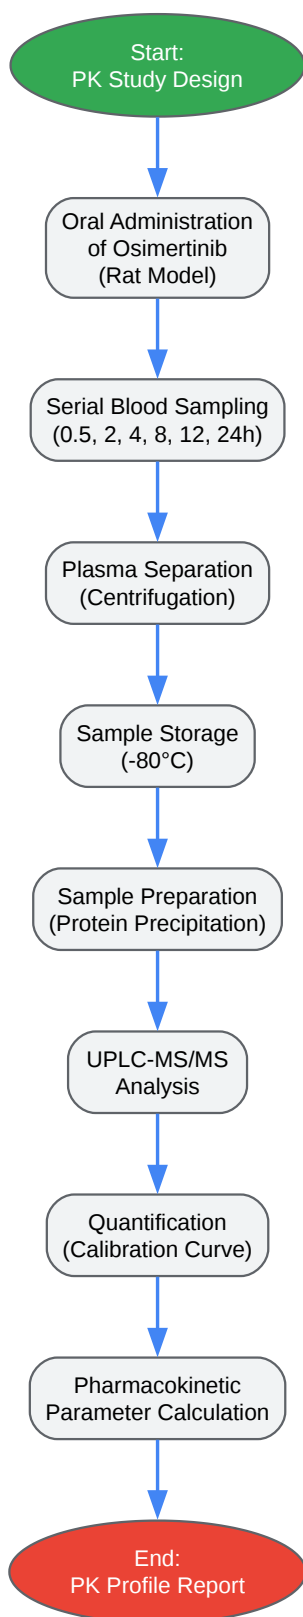 Start:
PK Study Design
Oral Administration
of Osimertinib
(Rat Model)
Serial Blood Sampling
(0.5, 2, 4, 8, 12, 24h)
Plasma Separation
(Centrifugation)
Sample Storage
(-80°C)
Sample Preparation
(Protein Precipitation)
UPLC-MS/MS
Analysis
Quantification
(Calibration Curve)
Pharmacokinetic
Parameter Calculation
End:
PK Profile Report